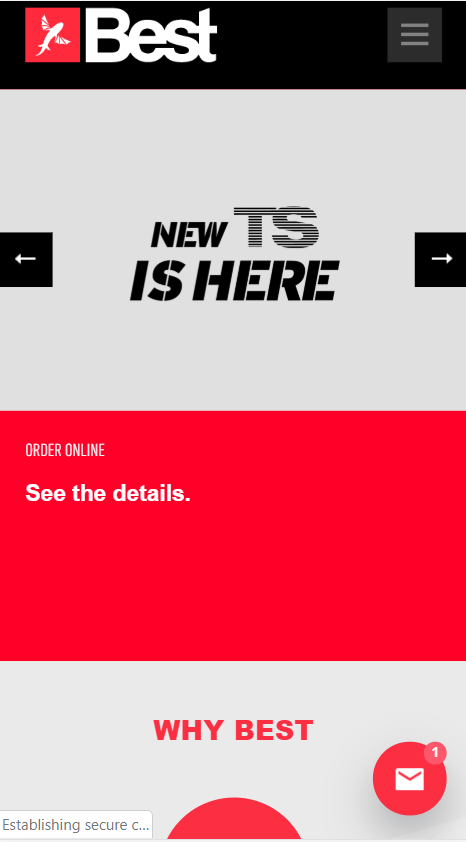 Best
NEW TS
IS HERE
ORDER ONLINE
See the details.
WHY BEST
1
Establishing secure c...